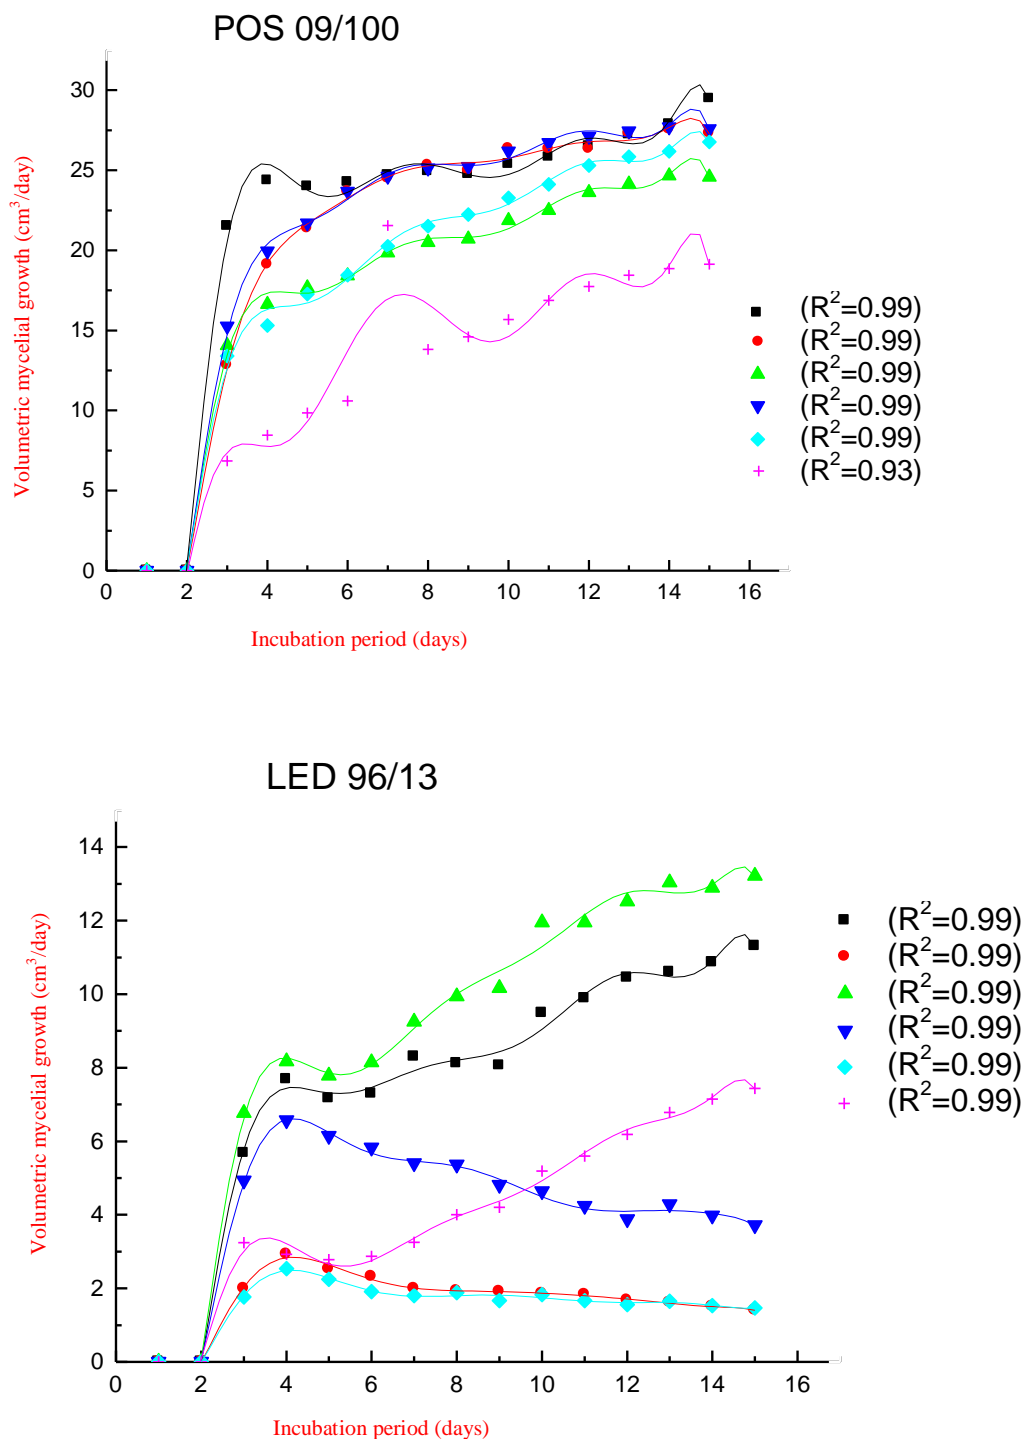 POS 09/100
30
25
20
15
10
5
0
0 2 4 6 8 10 12 14 16
Volumetric mycelial growth (cm³/day)
Incubation period (days)
(R²=0.99)
(R²=0.99)
(R²=0.99)
(R²=0.99)
(R²=0.99)
(R²=0.93)
LED 96/13
14
12
10
8
6
4
2
0
0 2 4 6 8 10 12 14 16
Volumetric mycelial growth (cm³/day)
Incubation period (days)
(R²=0.99)
(R²=0.99)
(R²=0.99)
(R²=0.99)
(R²=0.99)
(R²=0.99)